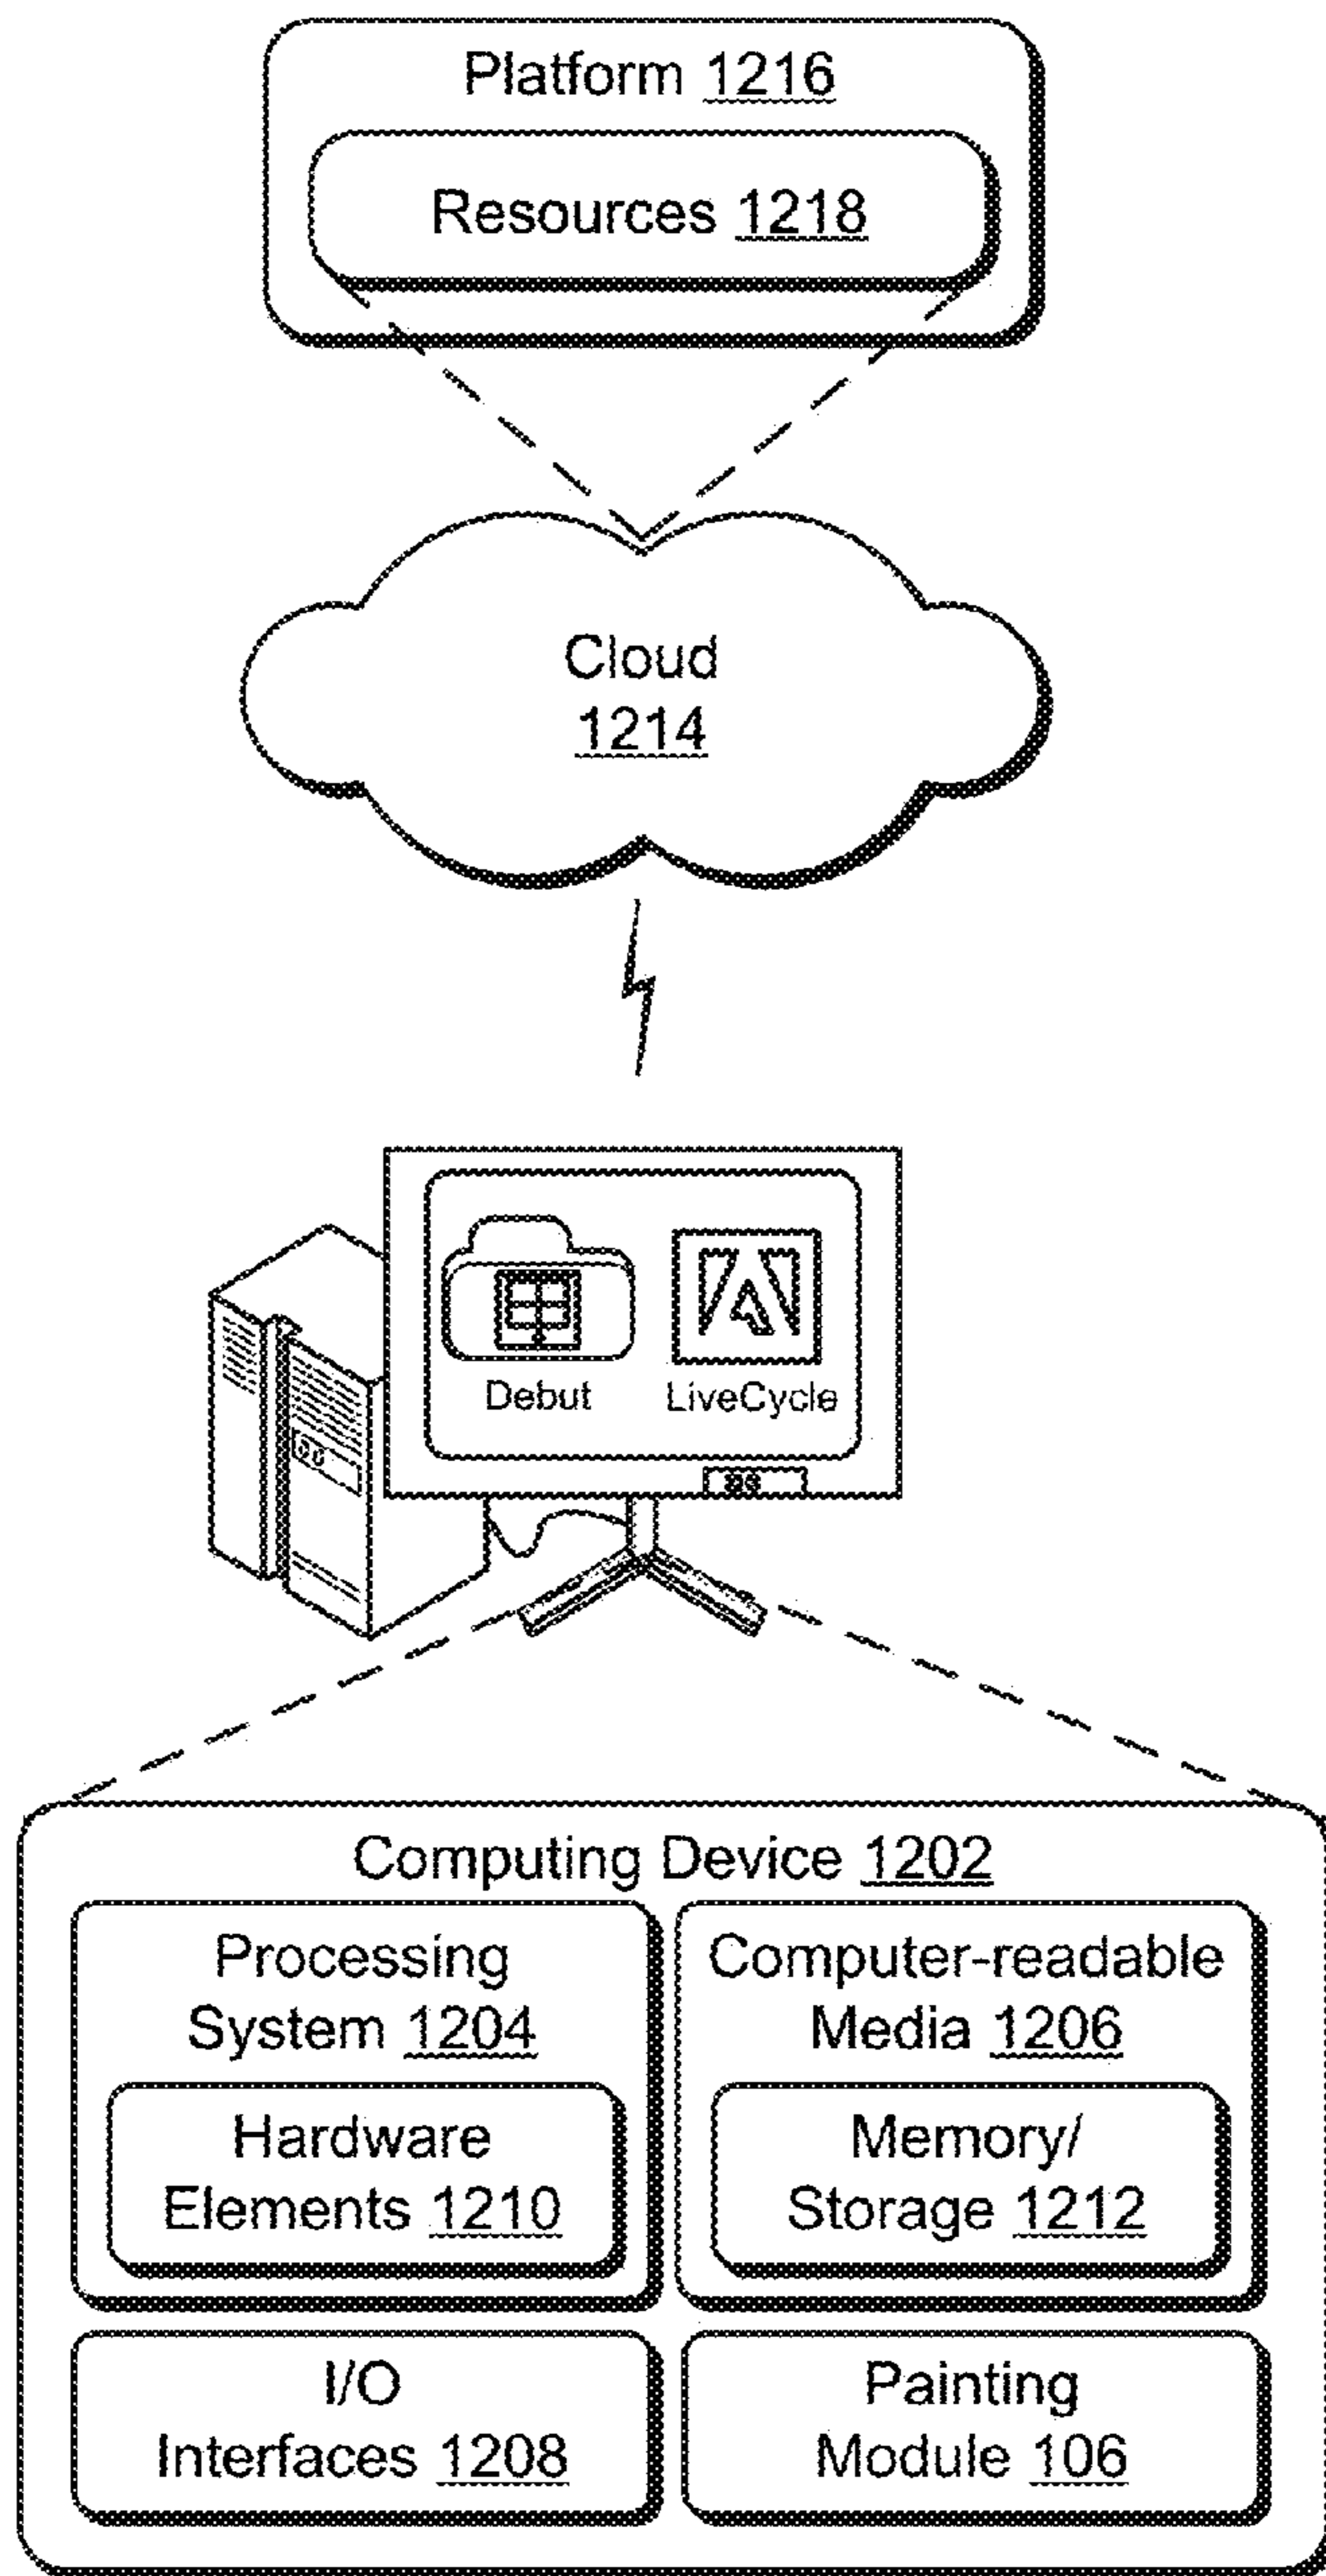 Platform 1216
Resources 1218
Cloud
1214
Debut
LiveCycle
Computing Device 1202
Processing
System 1204
Hardware
Elements 1210
Computer-readable
Media 1206
Memory/
Storage 1212
I/O
Interfaces 1208
Painting
Module 106